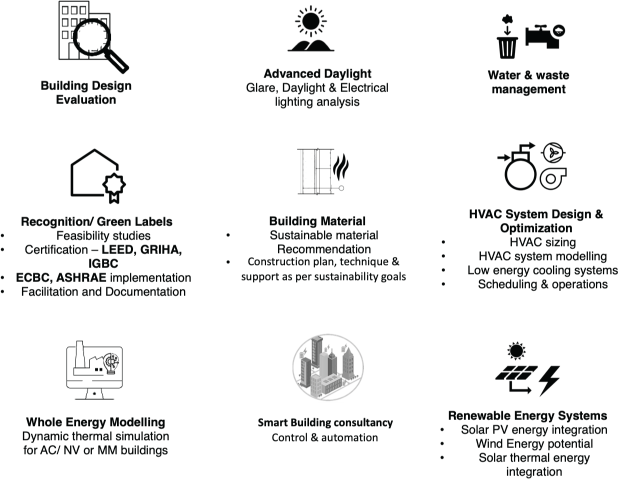 Building Design
Evaluation
Advanced Daylight
Glare, Daylight & Electrical
lighting analysis
Water & waste
management
Recognition/ Green Labels
• Feasibility studies
• Certification – LEED, GRIHA,
IGBC
• ECBC, ASHRAE implementation
• Facilitation and Documentation
Building Material
• Sustainable material
Recommendation
• Construction plan, technique &
support as per sustainability goals
HVAC System Design &
Optimization
• HVAC sizing
• HVAC system modelling
• Low energy cooling systems
• Scheduling & operations
Whole Energy Modelling
Dynamic thermal simulation
for AC/ NV or MM buildings
Smart Building consultancy
Control & automation
Renewable Energy Systems
• Solar PV energy integration
• Wind Energy potential
• Solar thermal energy
integration